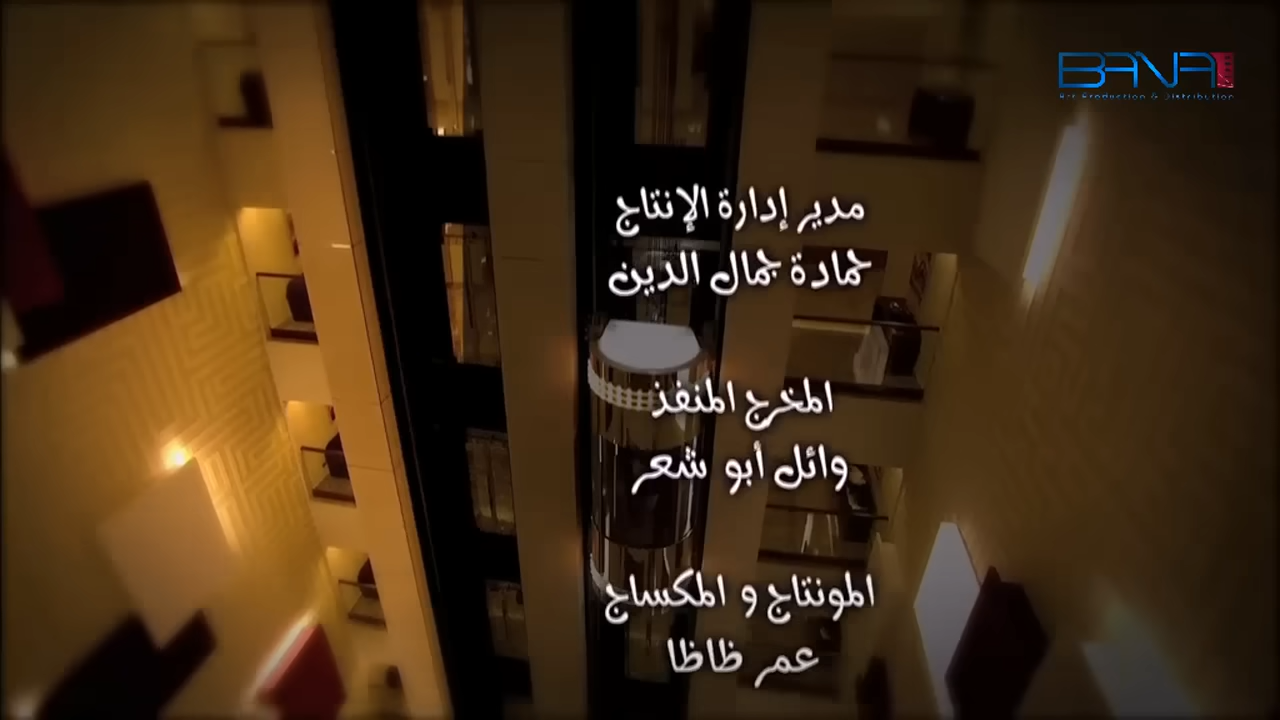 BANA
Art Production & Distribution
مدير إدارة الإنتاج
حمادة جمال الدين
المخرج المنفذ
وائل أبو شعر
المونتاج و المكساج
عمر ظاظا